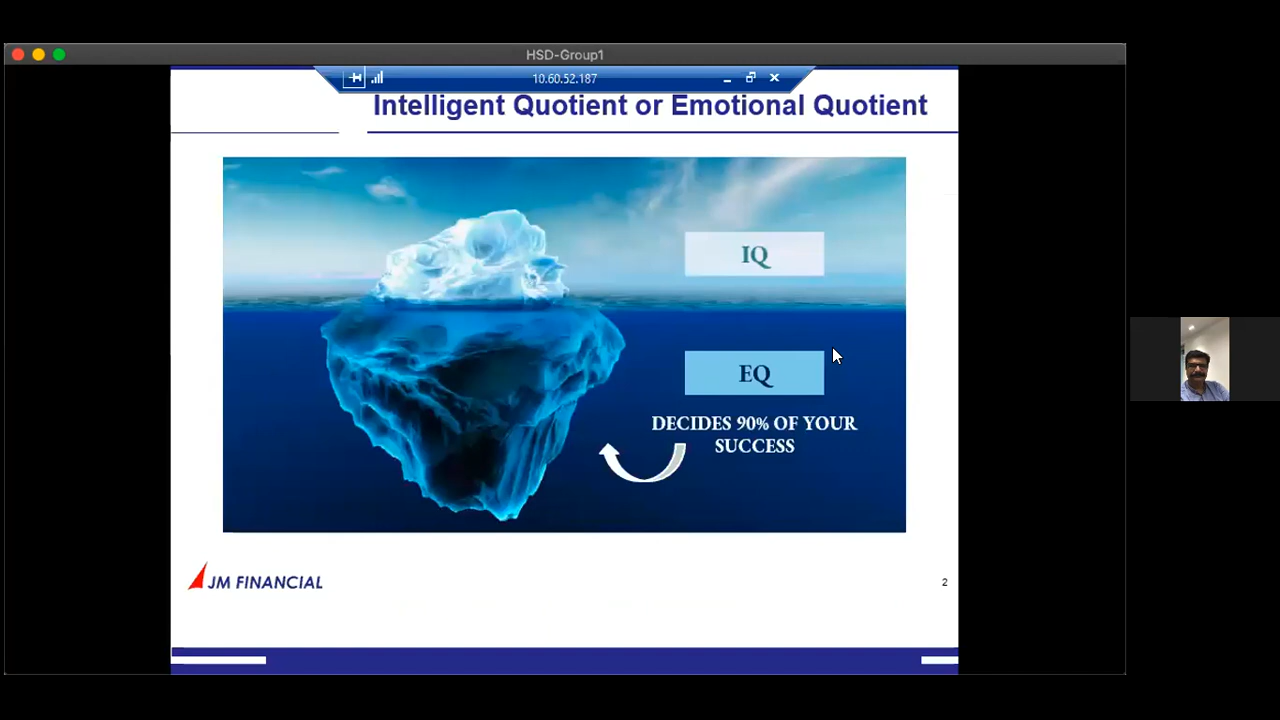 HSD-Group1
10.60.52.187
Intelligent Quotient or Emotional Quotient
IQ
EQ
DECIDES 90% OF YOUR
SUCCESS
JM FINANCIAL
2